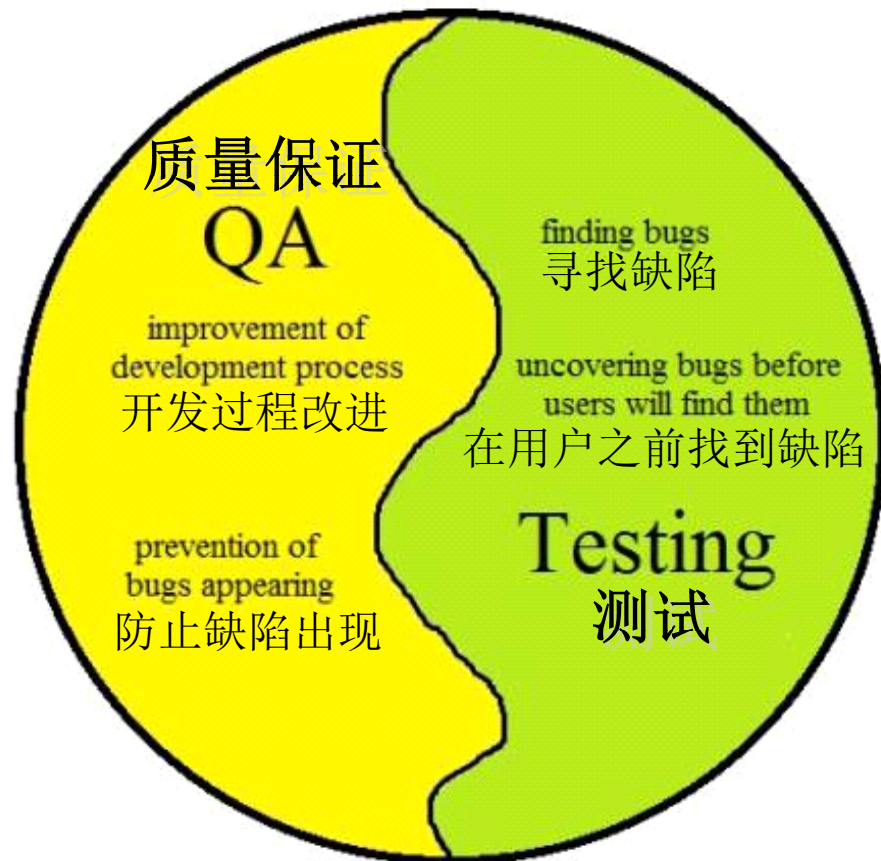 质量保证
QA
improvement of
development process
开发过程改进
prevention of
bugs appearing
防止缺陷出现
finding bugs
寻找缺陷
uncovering bugs before
users will find them
在用户之前找到缺陷
Testing
测试